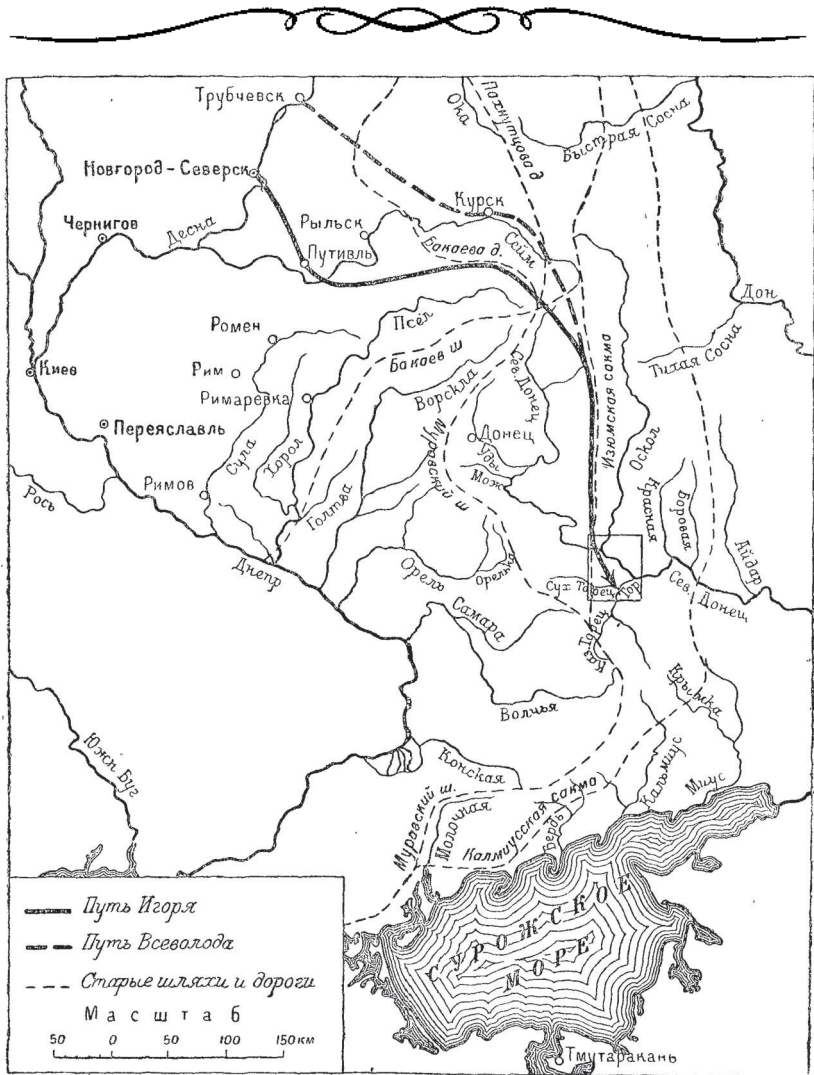 Трубчевск
Ока
Пахнутцова д
Быстрая Сосна
Новгород-Северск
Курск
Чернигов
Десна
Рыльск
Сейм
Путивль
Бакаева д.
Дон
Ромен
Псёл
Тихая Сосна
Киев
Рим
Бакаев ш
Сев. Донец
Изюмская сакма
Римаревка
Ворскла
Переяславль
Муравский ш
Донец
Оскол
Сула
Хорол
Уды
Мож
Римов
Голтва
Красная
Боровая
Рось
Айдар
Днепр
Орель
Орелька
Сух Торец
Тор
Сев. Донец
Самара
Каз. Торец
Волчья
Крынка
Южн Буг
Конская
Кальмиус
Миус
Муравский ш.
Молочная
Калмиусская сакма
Бердь
СУРОЖСКОЕ
МОРЕ
Тмутаракань
Путь Игоря
Путь Всеволода
Старые шляхи и дороги
Масштаб
50 0 50 100 150 км